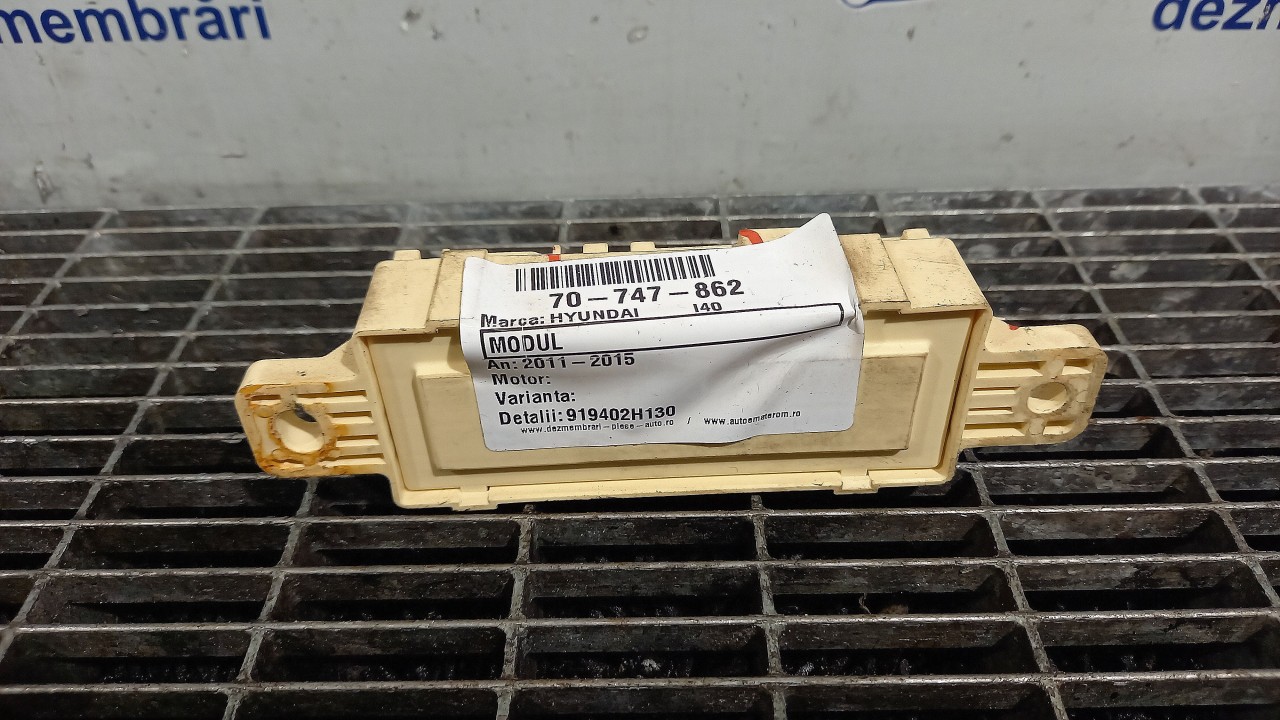 membrări
dezm
70-747-862
Marca: HYUNDAI I40
MODUL
An: 2011-2015
Motor:
Varianta:
Detalii: 919402H130
www.dezmembrari-piese-auto.ro / www.autoematerom.ro